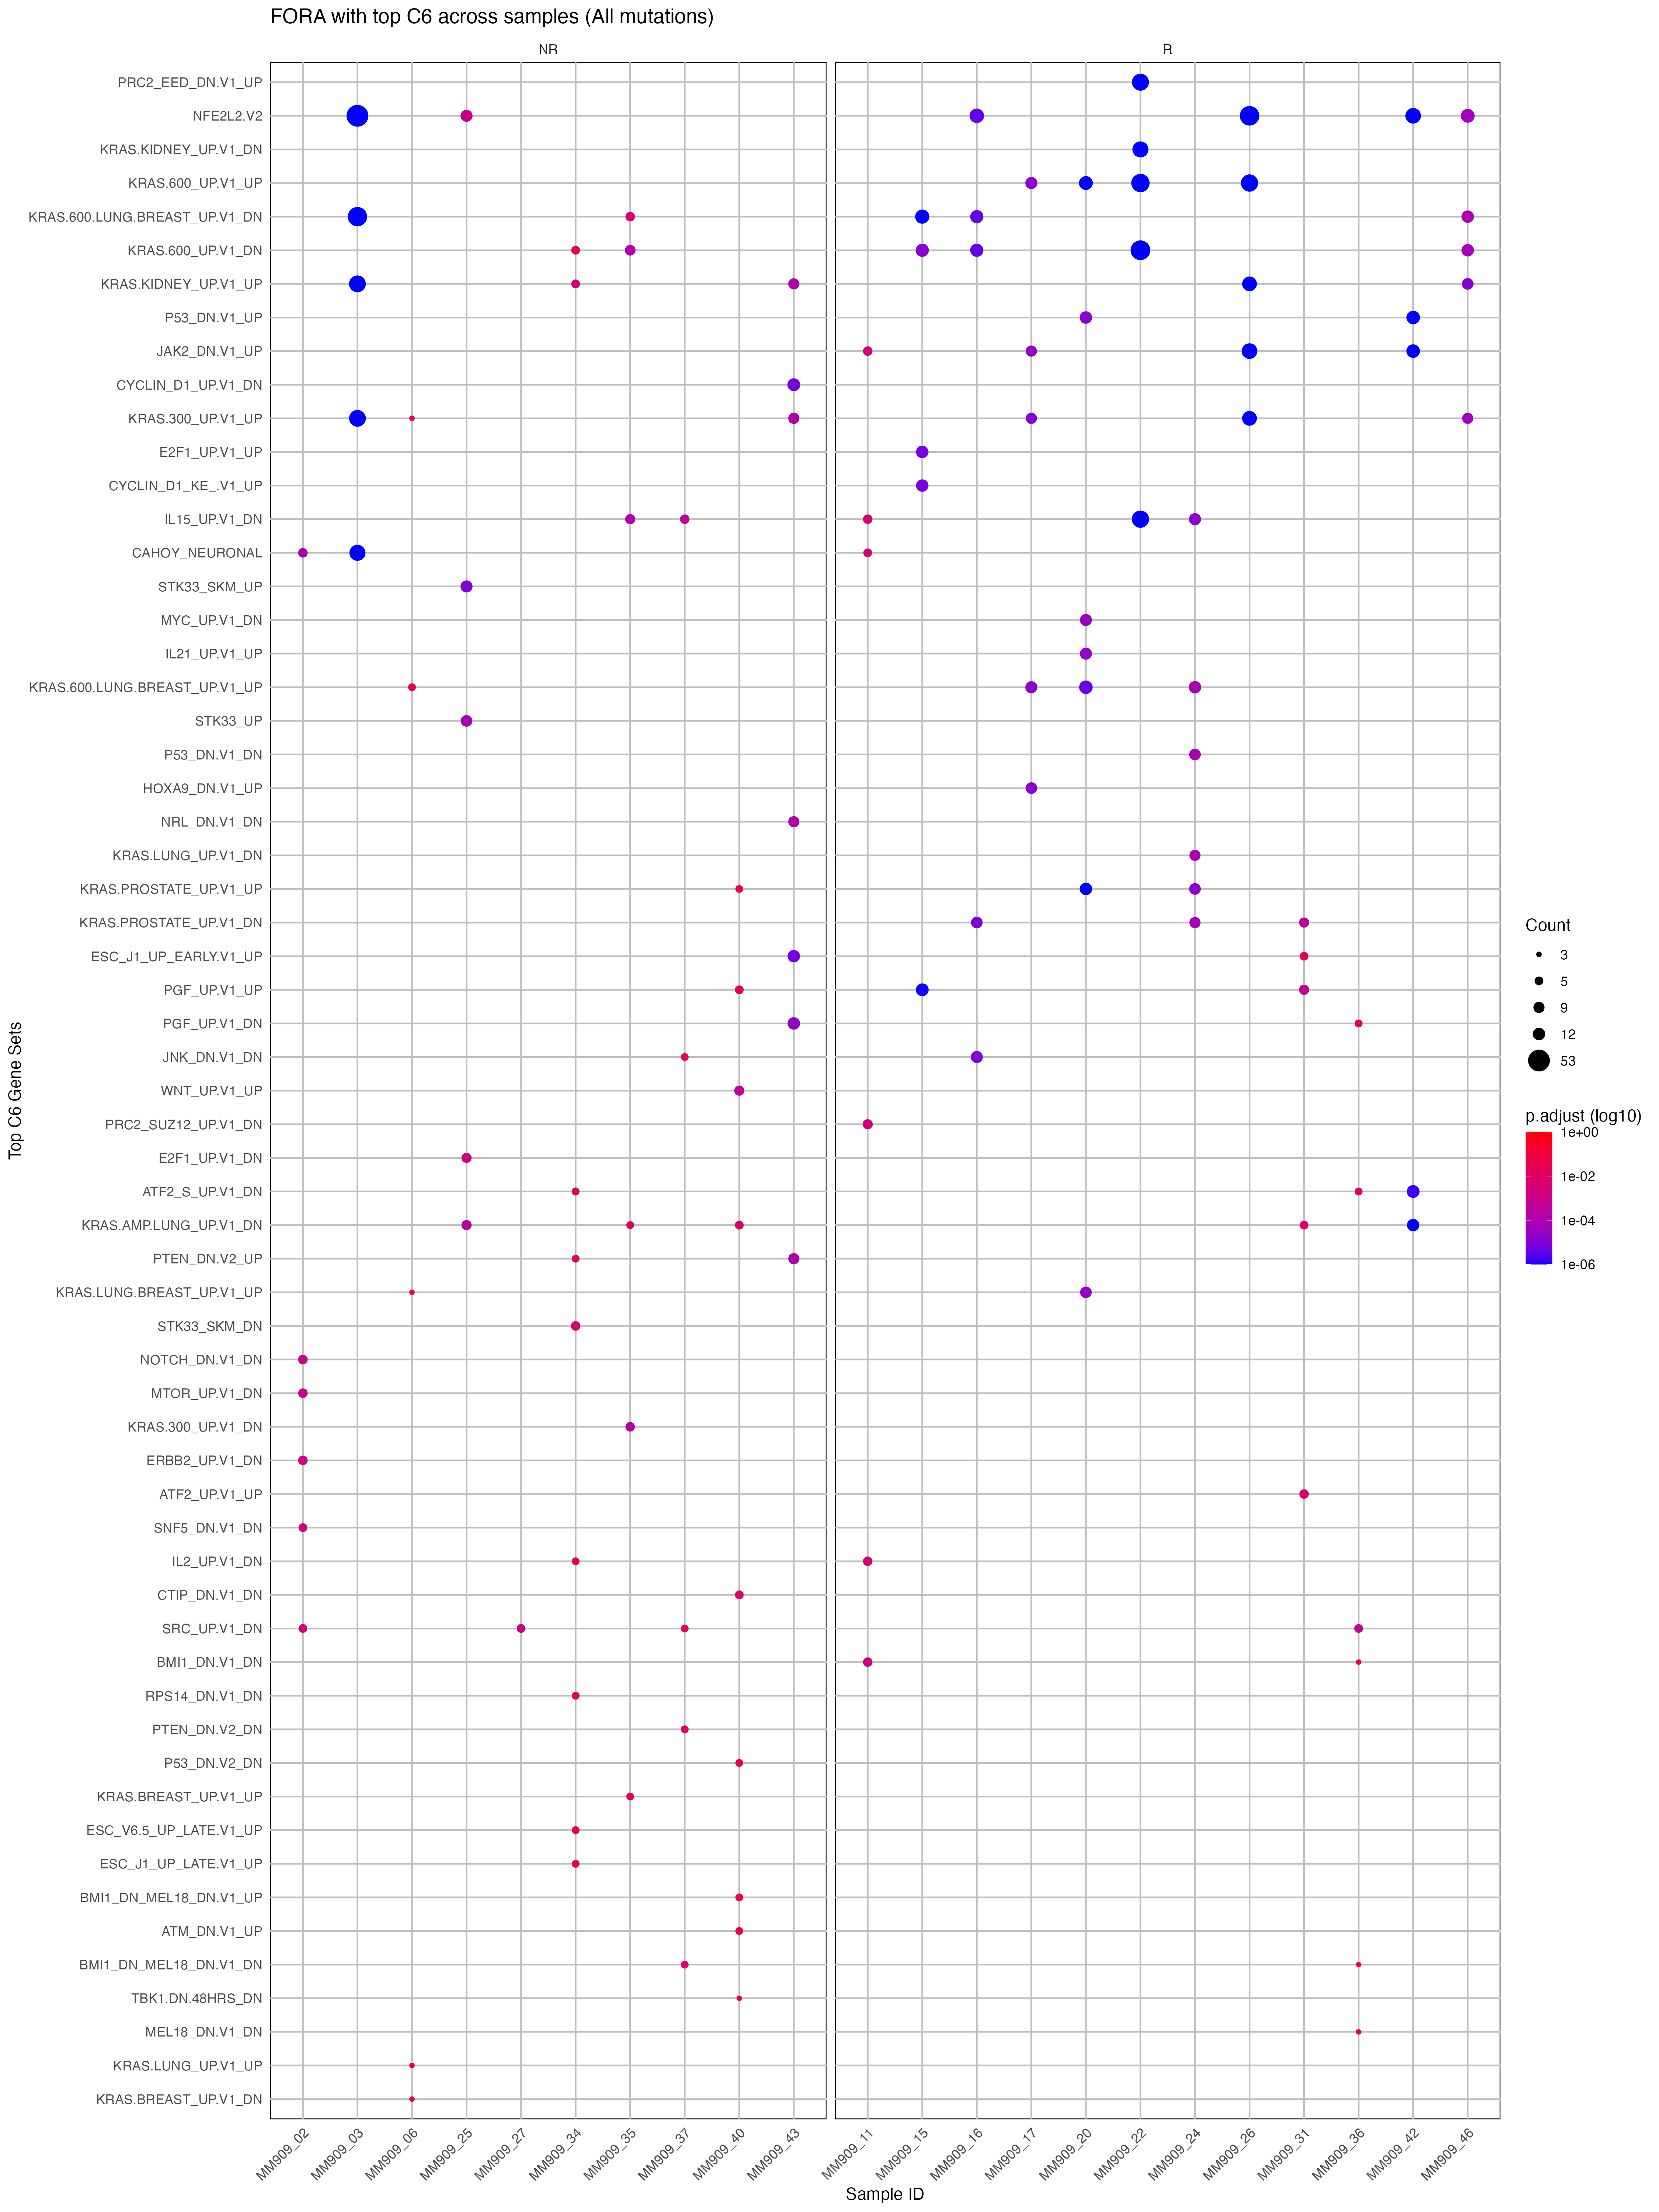 FORA with top C6 across samples (All mutations)
NR
R
PRC2_EED_DN.V1_UP
NFE2L2.V2
KRAS.KIDNEY_UP.V1_DN
KRAS.600_UP.V1_UP
KRAS.600.LUNG.BREAST_UP.V1_DN
KRAS.600_UP.V1_DN
KRAS.KIDNEY_UP.V1_UP
P53_DN.V1_UP
JAK2_DN.V1_UP
CYCLIN_D1_UP.V1_DN
KRAS.300_UP.V1_UP
E2F1_UP.V1_UP
CYCLIN_D1_KE_.V1_UP
IL15_UP.V1_DN
CAHOY_NEURONAL
STK33_SKM_UP
MYC_UP.V1_DN
IL21_UP.V1_UP
KRAS.600.LUNG.BREAST_UP.V1_UP
STK33_UP
P53_DN.V1_DN
HOXA9_DN.V1_UP
NRL_DN.V1_DN
KRAS.LUNG_UP.V1_DN
KRAS.PROSTATE_UP.V1_UP
KRAS.PROSTATE_UP.V1_DN
ESC_J1_UP_EARLY.V1_UP
PGF_UP.V1_UP
PGF_UP.V1_DN
JNK_DN.V1_DN
WNT_UP.V1_UP
PRC2_SUZ12_UP.V1_DN
E2F1_UP.V1_DN
ATF2_S_UP.V1_DN
KRAS.AMP.LUNG_UP.V1_DN
PTEN_DN.V2_UP
KRAS.LUNG.BREAST_UP.V1_UP
STK33_SKM_DN
NOTCH_DN.V1_DN
MTOR_UP.V1_DN
KRAS.300_UP.V1_DN
ERBB2_UP.V1_DN
ATF2_UP.V1_UP
SNF5_DN.V1_DN
IL2_UP.V1_DN
CTIP_DN.V1_DN
SRC_UP.V1_DN
BMI1_DN.V1_DN
RPS14_DN.V1_DN
PTEN_DN.V2_DN
P53_DN.V2_DN
KRAS.BREAST_UP.V1_UP
ESC_V6.5_UP_LATE.V1_UP
ESC_J1_UP_LATE.V1_UP
BMI1_DN_MEL18_DN.V1_UP
ATM_DN.V1_UP
BMI1_DN_MEL18_DN.V1_DN
TBK1.DN.48HRS_DN
MEL18_DN.V1_DN
KRAS.LUNG_UP.V1_UP
KRAS.BREAST_UP.V1_DN
Top C6 Gene Sets
MM909_02
MM909_03
MM909_06
MM909_25
MM909_27
MM909_34
MM909_35
MM909_37
MM909_40
MM909_43
MM909_11
MM909_15
MM909_16
MM909_17
MM909_20
MM909_22
MM909_24
MM909_26
MM909_31
MM909_36
MM909_42
MM909_46
Sample ID
Count
3
5
9
12
53
p.adjust (log10)
1e+00
1e-02
1e-04
1e-06